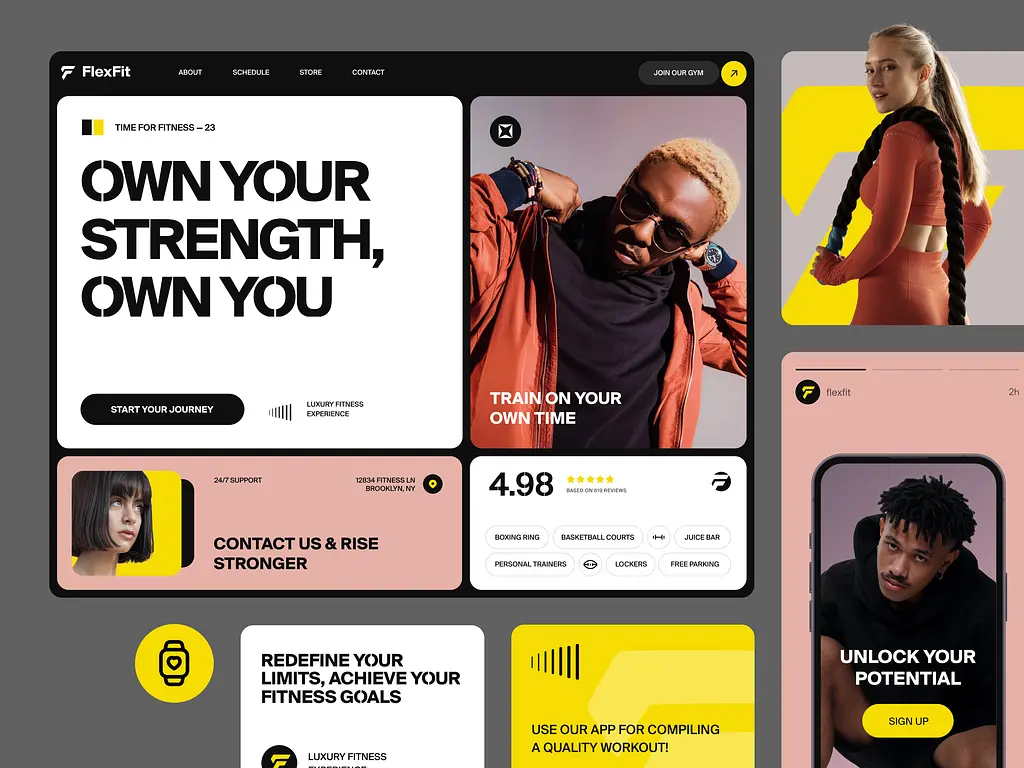 FlexFit
ABOUT
SCHEDULE
STORE
CONTACT
JOIN OUR GYM
TIME FOR FITNESS — 23
OWN YOUR
STRENGTH,
OWN YOU
START YOUR JOURNEY
LUXURY FITNESS
EXPERIENCE
TRAIN ON YOUR
OWN TIME
24/7 SUPPORT
12834 FITNESS LN
BROOKLYN, NY
CONTACT US & RISE
STRONGER
4.98
BASED ON 619 REVIEWS
BOXING RING
BASKETBALL COURTS
JUICE BAR
PERSONAL TRAINERS
LOCKERS
FREE PARKING
flexfit
2h
UNLOCK YOUR
POTENTIAL
SIGN UP
REDEFINE YOUR
LIMITS, ACHIEVE YOUR
FITNESS GOALS
LUXURY FITNESS
EXPERIENCE
USE OUR APP FOR COMPILING
A QUALITY WORKOUT!